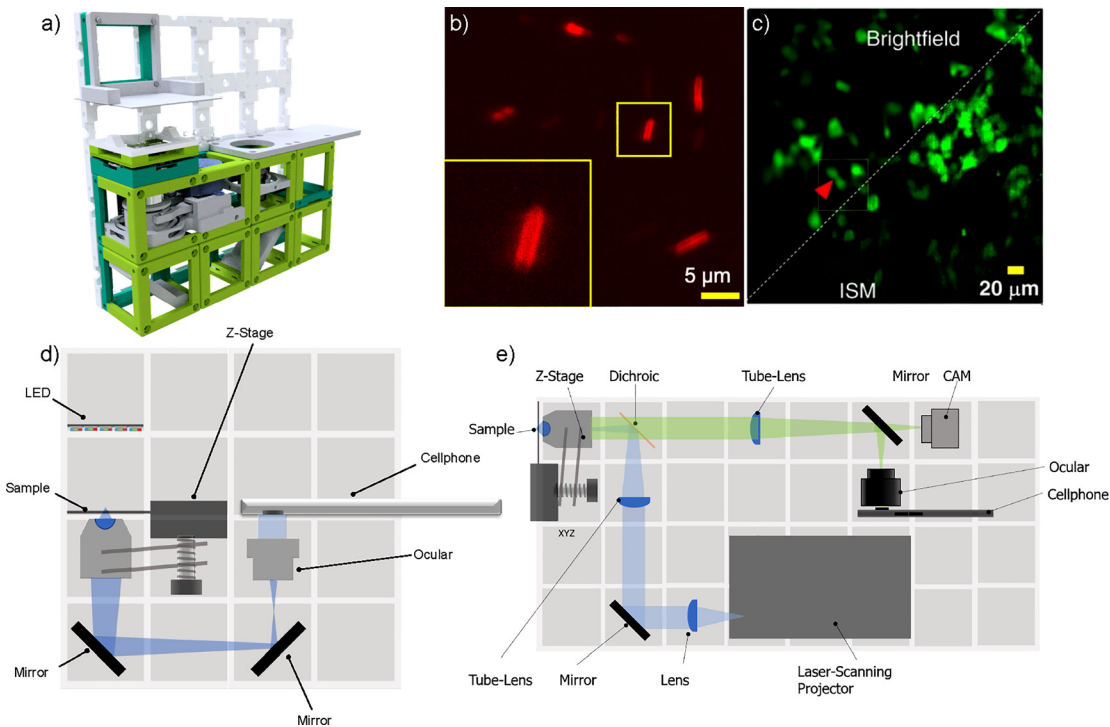 a)
b)
5 µm
c)
Brightfield
ISM
20 µm
d)
Z-Stage
LED
Sample
Cellphone
Ocular
Mirror
Mirror
e)
Z-Stage
Dichroic
Tube-Lens
Mirror
CAM
Sample
Ocular
Cellphone
XYZ
Tube-Lens
Mirror
Lens
Laser-Scanning
Projector